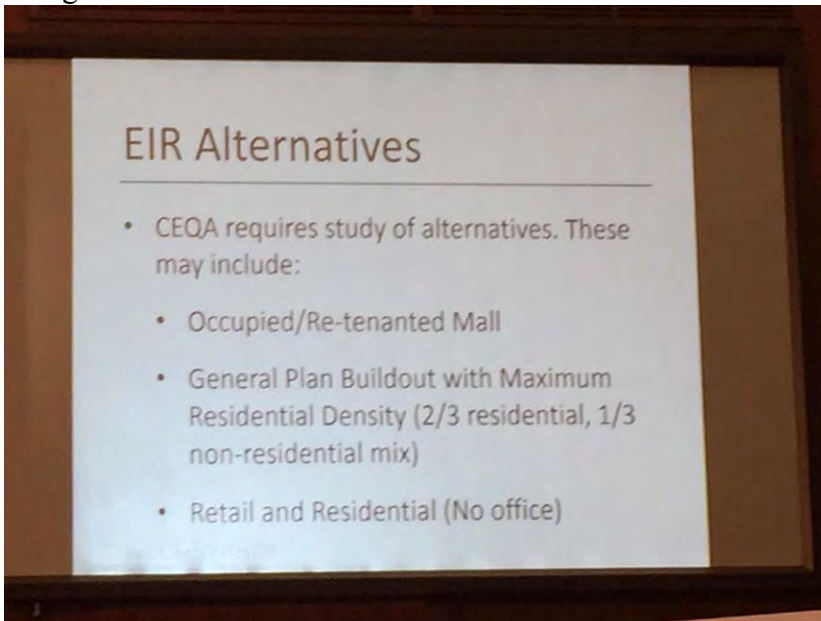 EIR Alternatives
• CEQA requires study of alternatives. These
may include:
• Occupied/Re-tenanted Mall
• General Plan Buildout with Maximum
Residential Density (2/3 residential, 1/3
non-residential mix)
• Retail and Residential (No office)